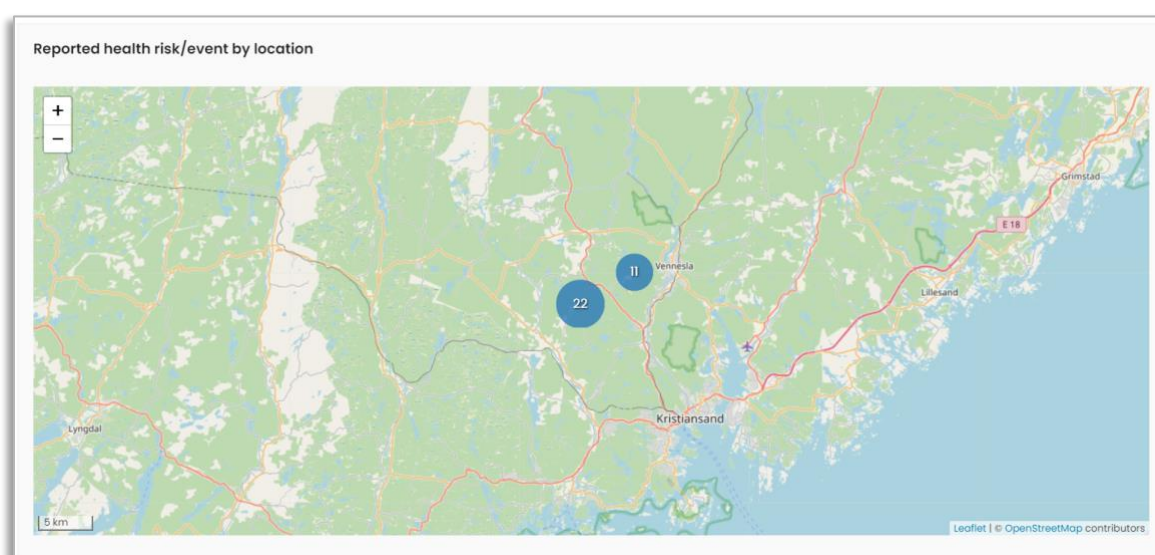 Reported health risk/event by location
+
−
Grimstad
E 18
11
Vennesla
22
Lillesand
Kristiansand
Lyngdal
5 km
Leaflet | © OpenStreetMap contributors